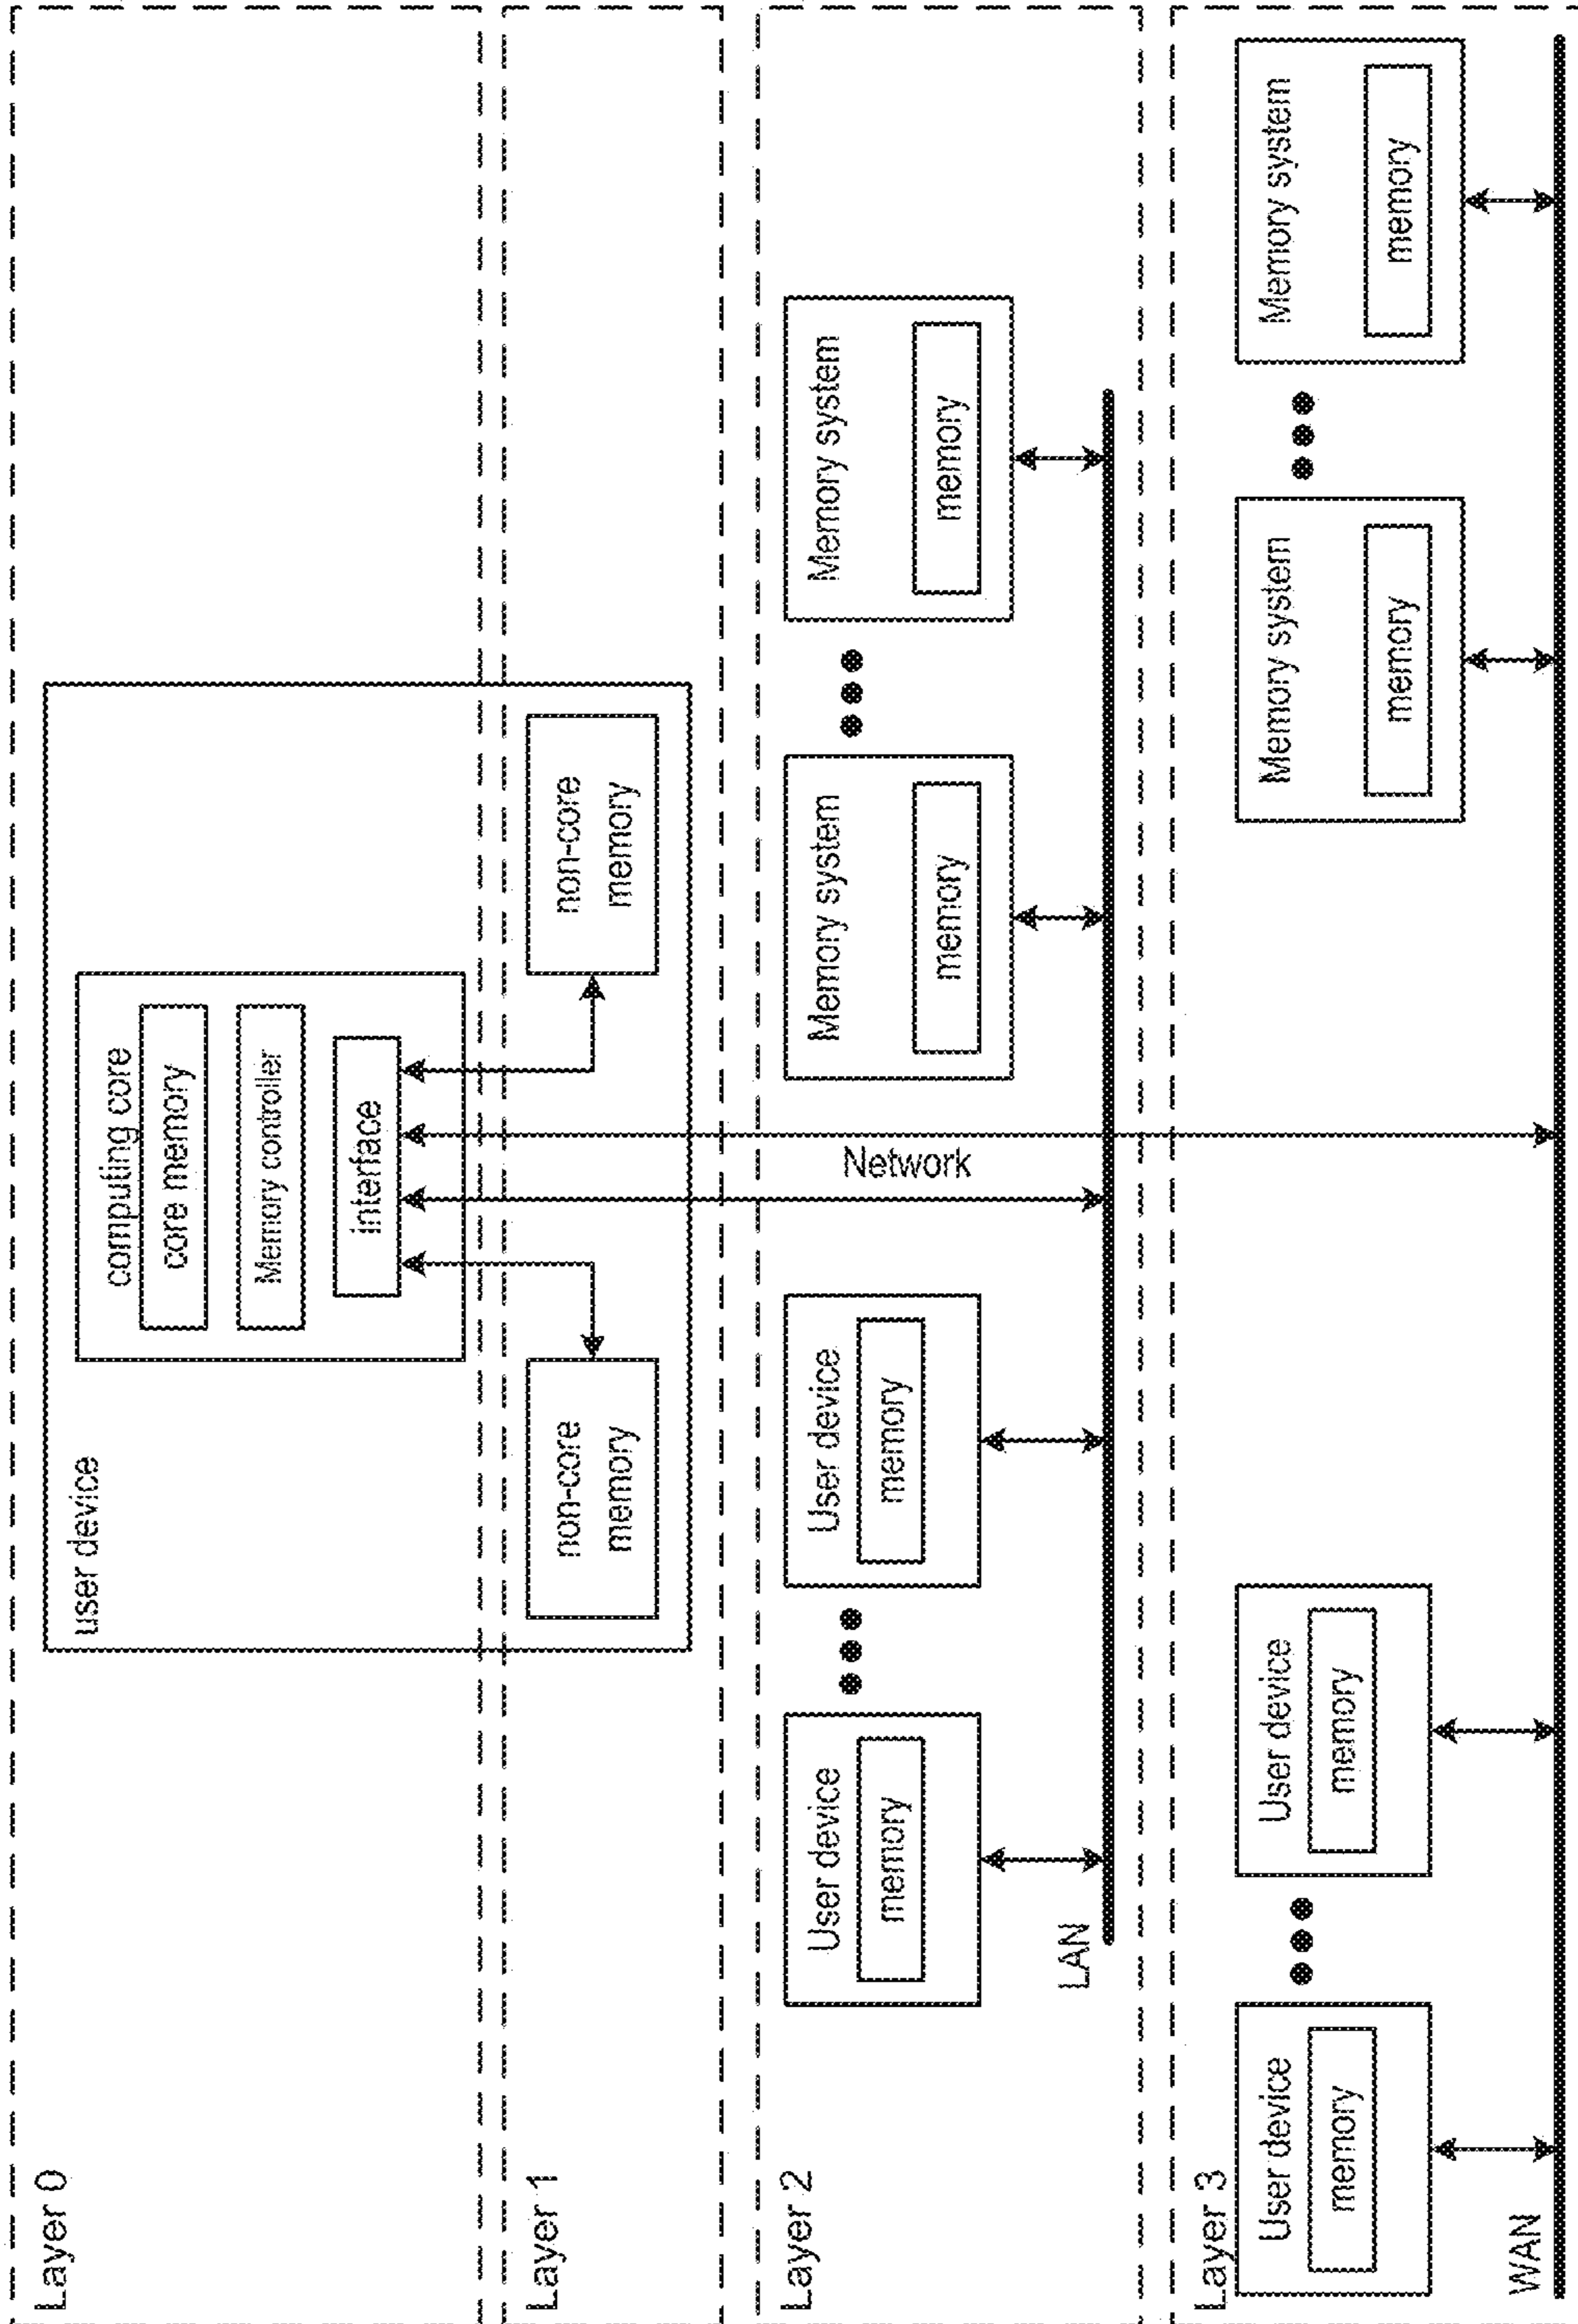 Layer 0
user device
computing core
core memory
Memory controller
interface
Layer 1
non-core
memory
non-core
memory
Layer 2
User device
memory
User device
memory
Network
Memory system
memory
Memory system
memory
LAN
Layer 3
User device
memory
User device
memory
Memory system
memory
Memory system
memory
WAN